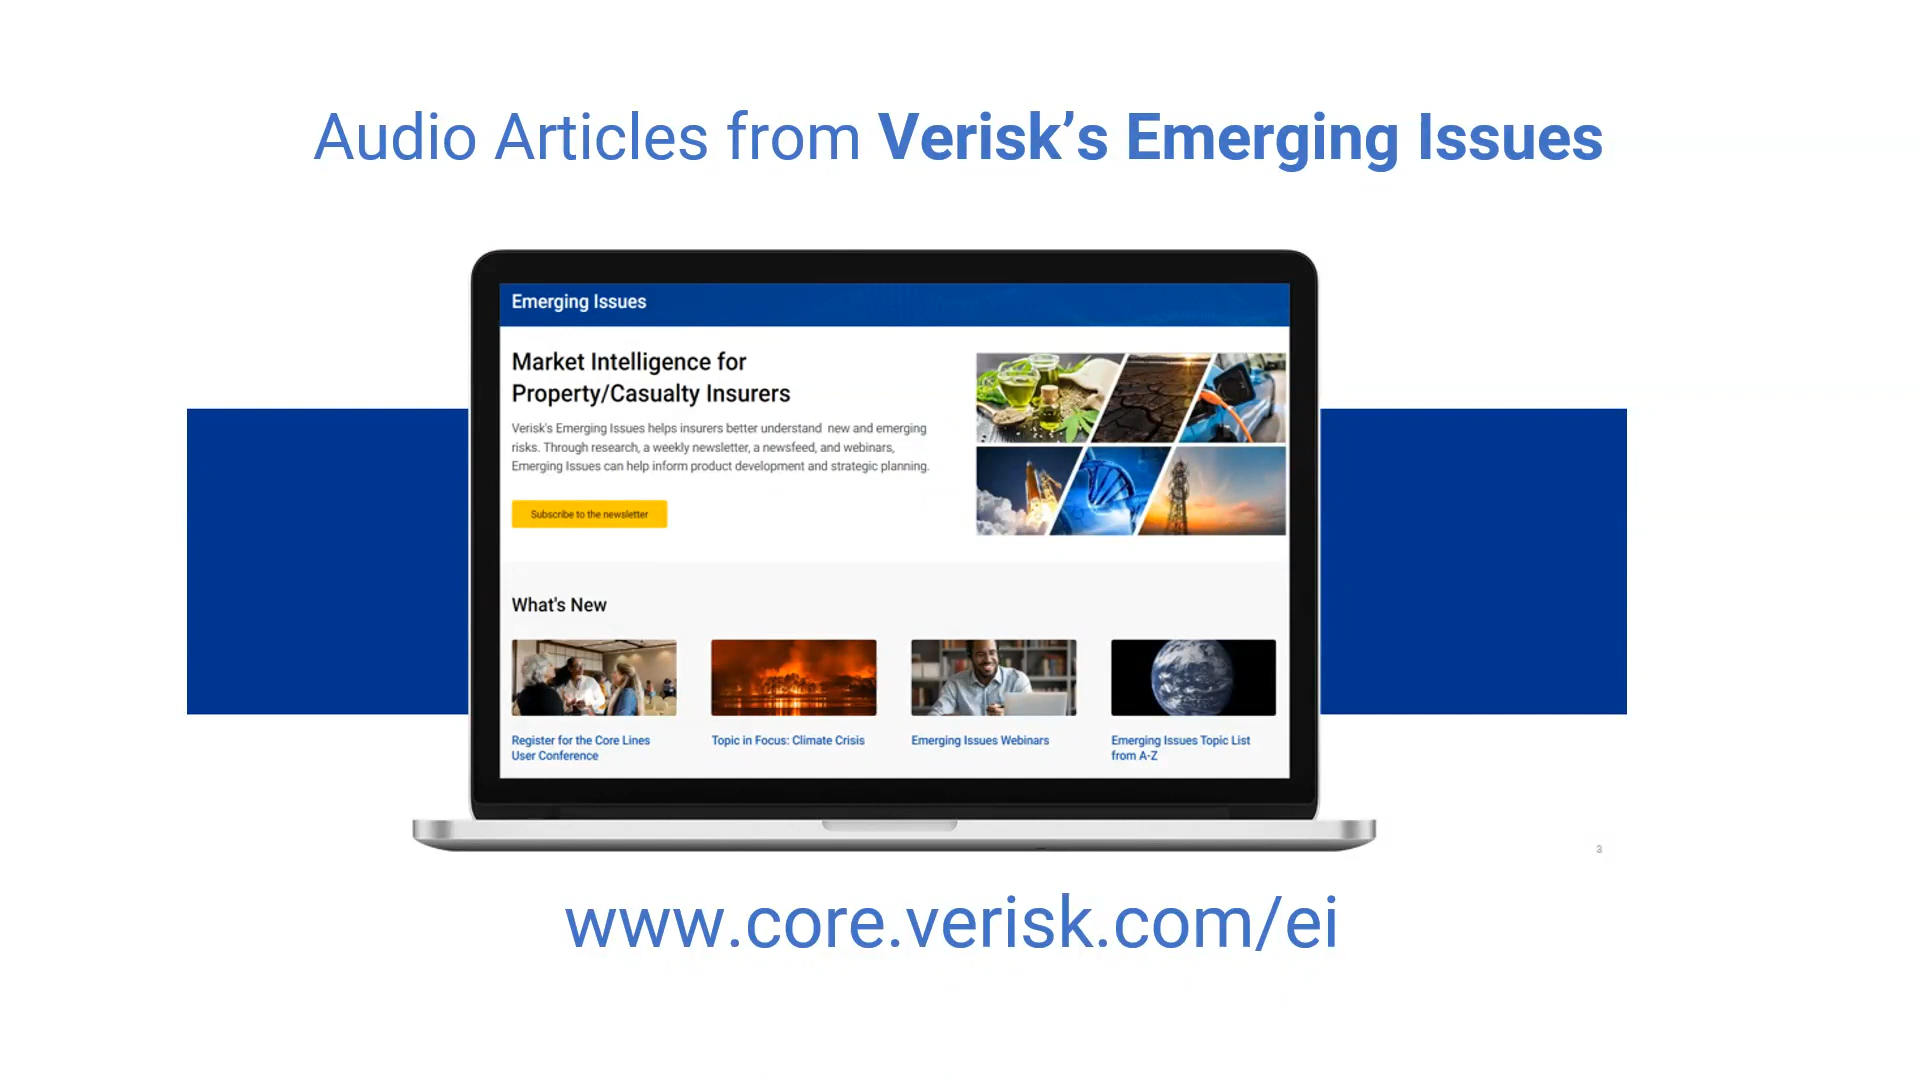 Audio Articles from Verisk’s Emerging Issues
Emerging Issues
Market Intelligence for
Property/Casualty Insurers
Verisk's Emerging Issues helps insurers better understand new and emerging
risks. Through research, a weekly newsletter, a newsfeed, and webinars,
Emerging Issues can help inform product development and strategic planning.
Subscribe to the newsletter
What's New
Register for the Core Lines
User Conference
Topic in Focus: Climate Crisis
Emerging Issues Webinars
Emerging Issues Topic List
from A-Z
3
www.core.verisk.com/ei